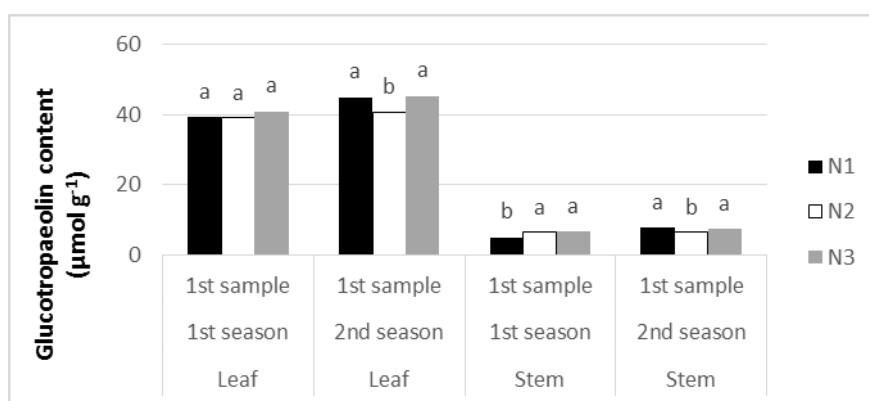 Glucotropaeolin content
(µmol g⁻¹)
60
40
20
0
a a a
a b a
b a a
a b a
1st sample 1st sample 1st sample 1st sample
1st season 2nd season 1st season 2nd season
Leaf Leaf Stem Stem
N1
N2
N3